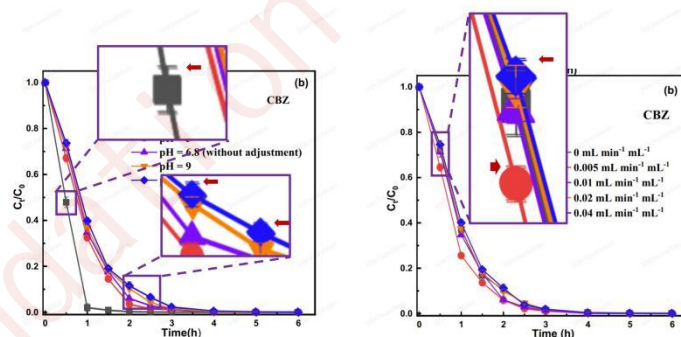 (b)
CBZ
pH = 6.8 (without adjustment)
pH = 9
Ct/C0
1.0
0.8
0.6
0.4
0.2
0.0
0 1 2 3 4 5 6
Time(h)
(b)
CBZ
0 mL min⁻¹ mL⁻¹
0.005 mL min⁻¹ mL⁻¹
0.01 mL min⁻¹ mL⁻¹
0.02 mL min⁻¹ mL⁻¹
0.04 mL min⁻¹ mL⁻¹
Ct/C0
1.0
0.8
0.6
0.4
0.2
0.0
0 1 2 3 4 5 6
Time(h)